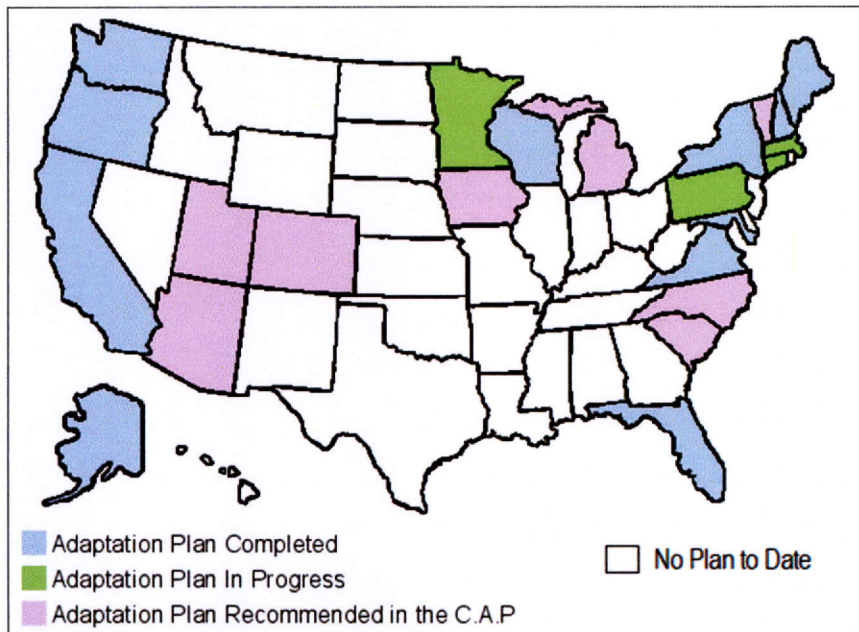 Adaptation Plan Completed
Adaptation Plan In Progress
Adaptation Plan Recommended in the C.A.P
No Plan to Date